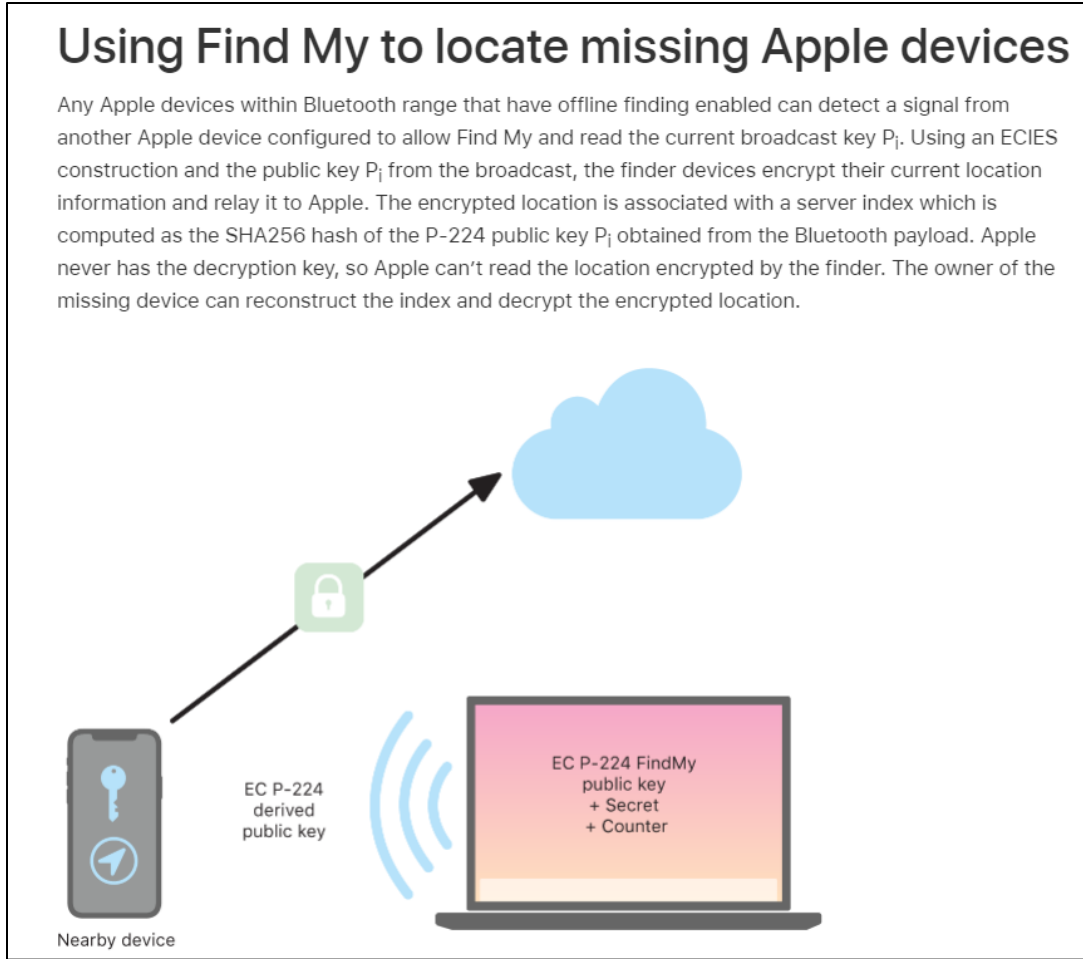 Using Find My to locate missing Apple devices
Any Apple devices within Bluetooth range that have offline finding enabled can detect a signal from
another Apple device configured to allow Find My and read the current broadcast key Pᵢ. Using an ECIES
construction and the public key Pᵢ from the broadcast, the finder devices encrypt their current location
information and relay it to Apple. The encrypted location is associated with a server index which is
computed as the SHA256 hash of the P-224 public key Pᵢ obtained from the Bluetooth payload. Apple
never has the decryption key, so Apple can’t read the location encrypted by the finder. The owner of the
missing device can reconstruct the index and decrypt the encrypted location.
EC P-224
derived
public key
EC P-224 FindMy
public key
+ Secret
+ Counter
Nearby device